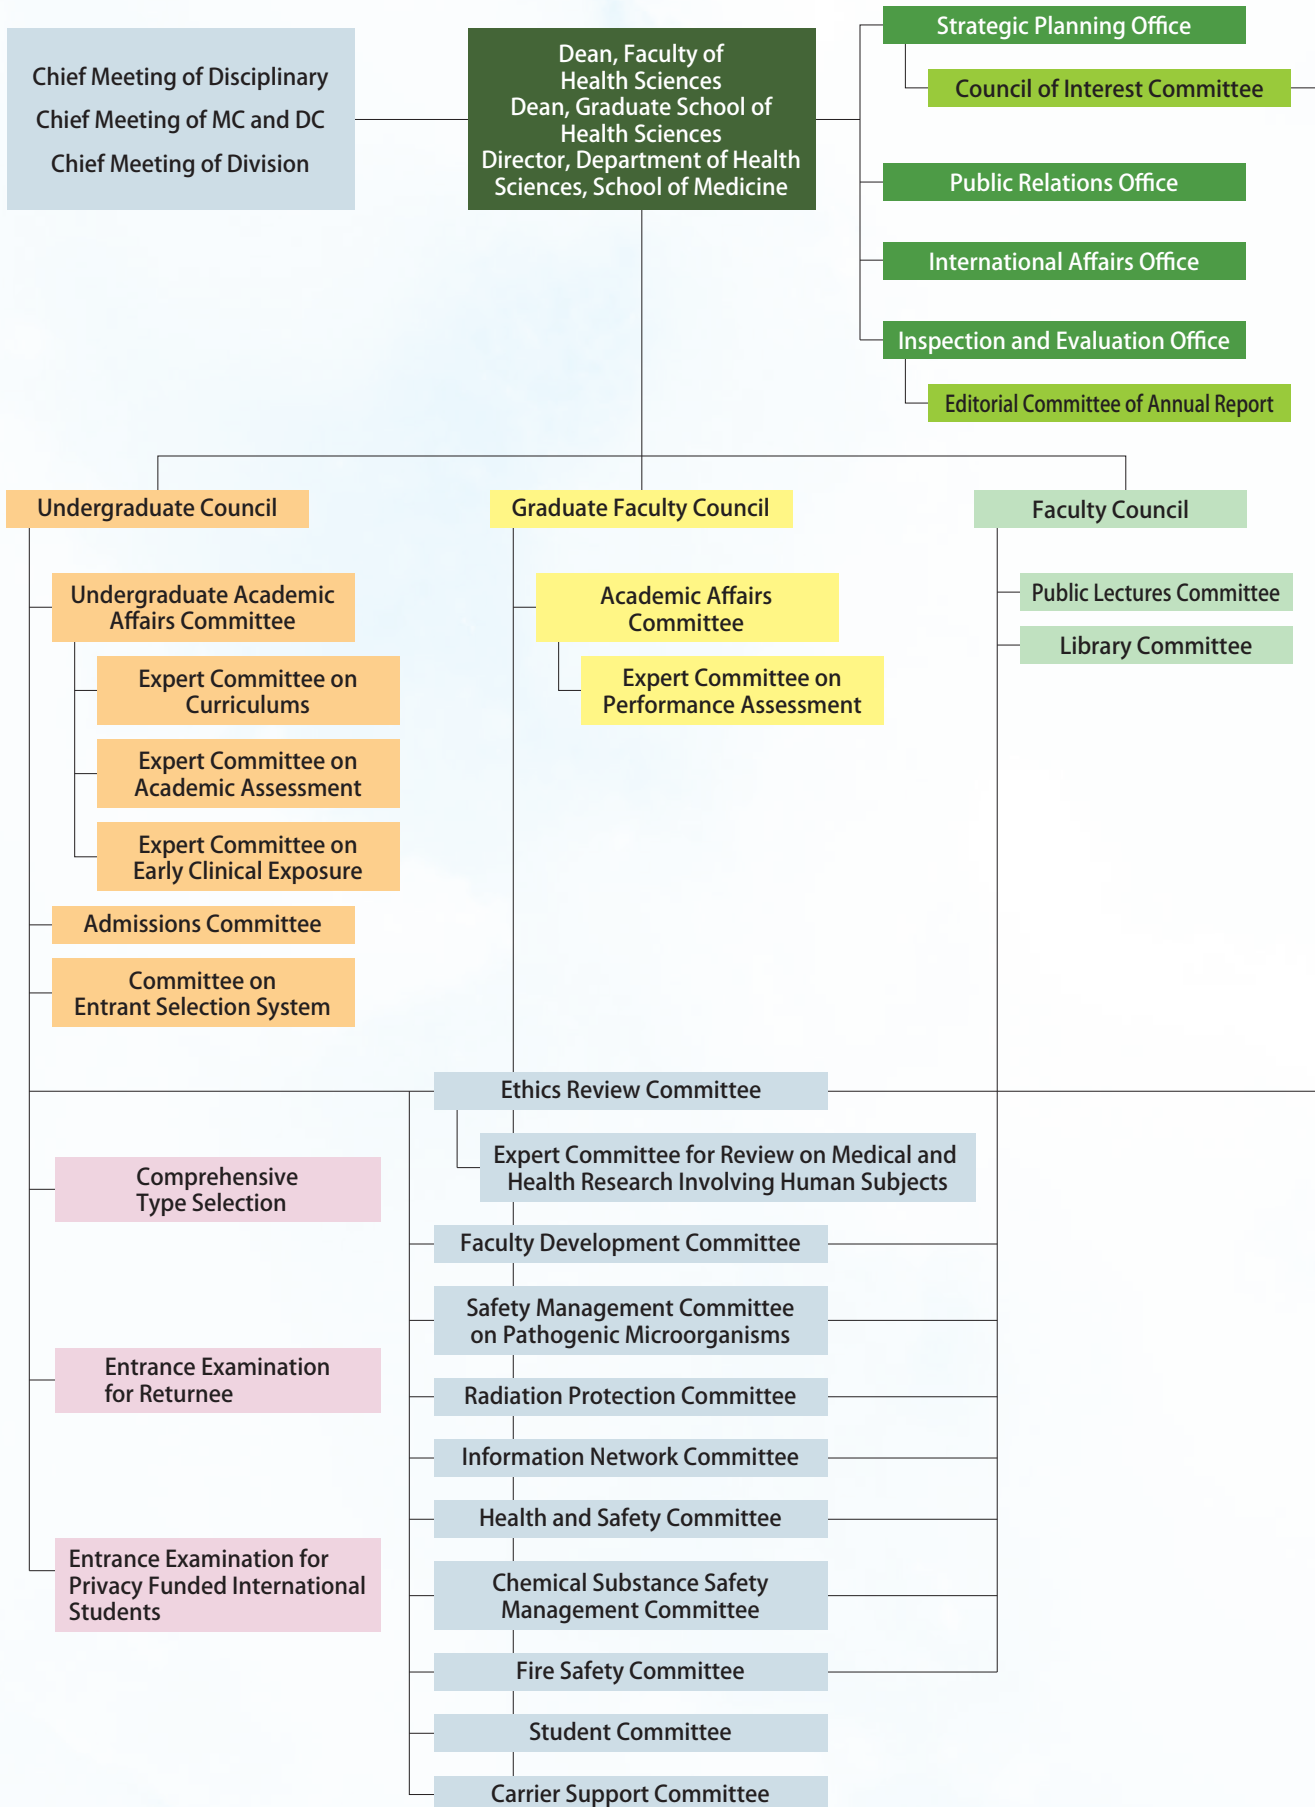 Chief Meeting of Disciplinary
Chief Meeting of MC and DC
Chief Meeting of Division
Dean, Faculty of
Health Sciences
Dean, Graduate School of
Health Sciences
Director, Department of Health
Sciences, School of Medicine
Strategic Planning Office
Council of Interest Committee
Public Relations Office
International Affairs Office
Inspection and Evaluation Office
Editorial Committee of Annual Report
Undergraduate Council
Undergraduate Academic
Affairs Committee
Expert Committee on
Curriculums
Expert Committee on
Academic Assessment
Expert Committee on
Early Clinical Exposure
Admissions Committee
Committee on
Entrant Selection System
Graduate Faculty Council
Academic Affairs
Committee
Expert Committee on
Performance Assessment
Faculty Council
Public Lectures Committee
Library Committee
Comprehensive
Type Selection
Entrance Examination
for Returnee
Entrance Examination for
Privacy Funded International
Students
Ethics Review Committee
Expert Committee for Review on Medical and
Health Research Involving Human Subjects
Faculty Development Committee
Safety Management Committee
on Pathogenic Microorganisms
Radiation Protection Committee
Information Network Committee
Health and Safety Committee
Chemical Substance Safety
Management Committee
Fire Safety Committee
Student Committee
Carrier Support Committee